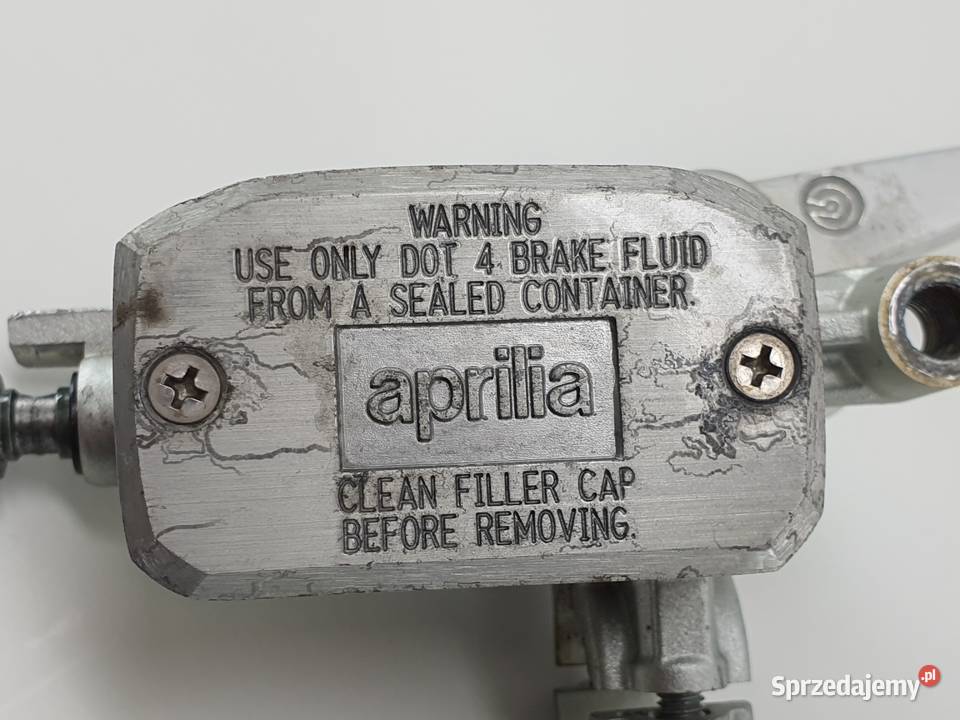 WARNING
USE ONLY DOT 4 BRAKE FLUID
FROM A SEALED CONTAINER.
aprilia
CLEAN FILLER CAP
BEFORE REMOVING.
Sprzedajemy.pl